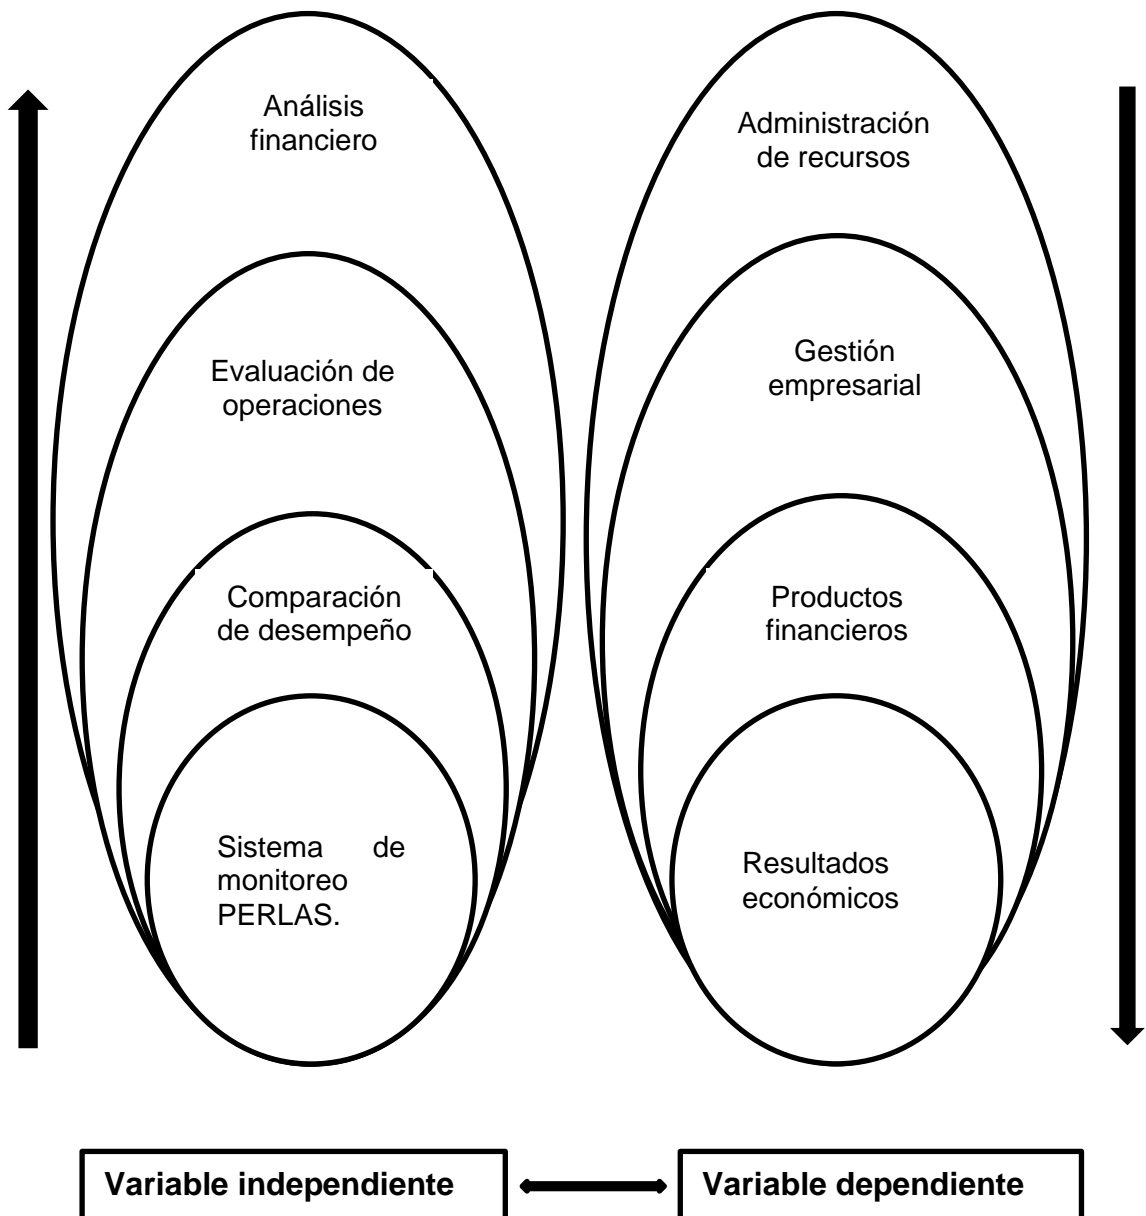 Análisis
financiero
Evaluación de
operaciones
Comparación
de desempeño
Sistema de
monitoreo
PERLAS.
Administración
de recursos
Gestión
empresarial
Productos
financieros
Resultados
económicos
Variable independiente
Variable dependiente